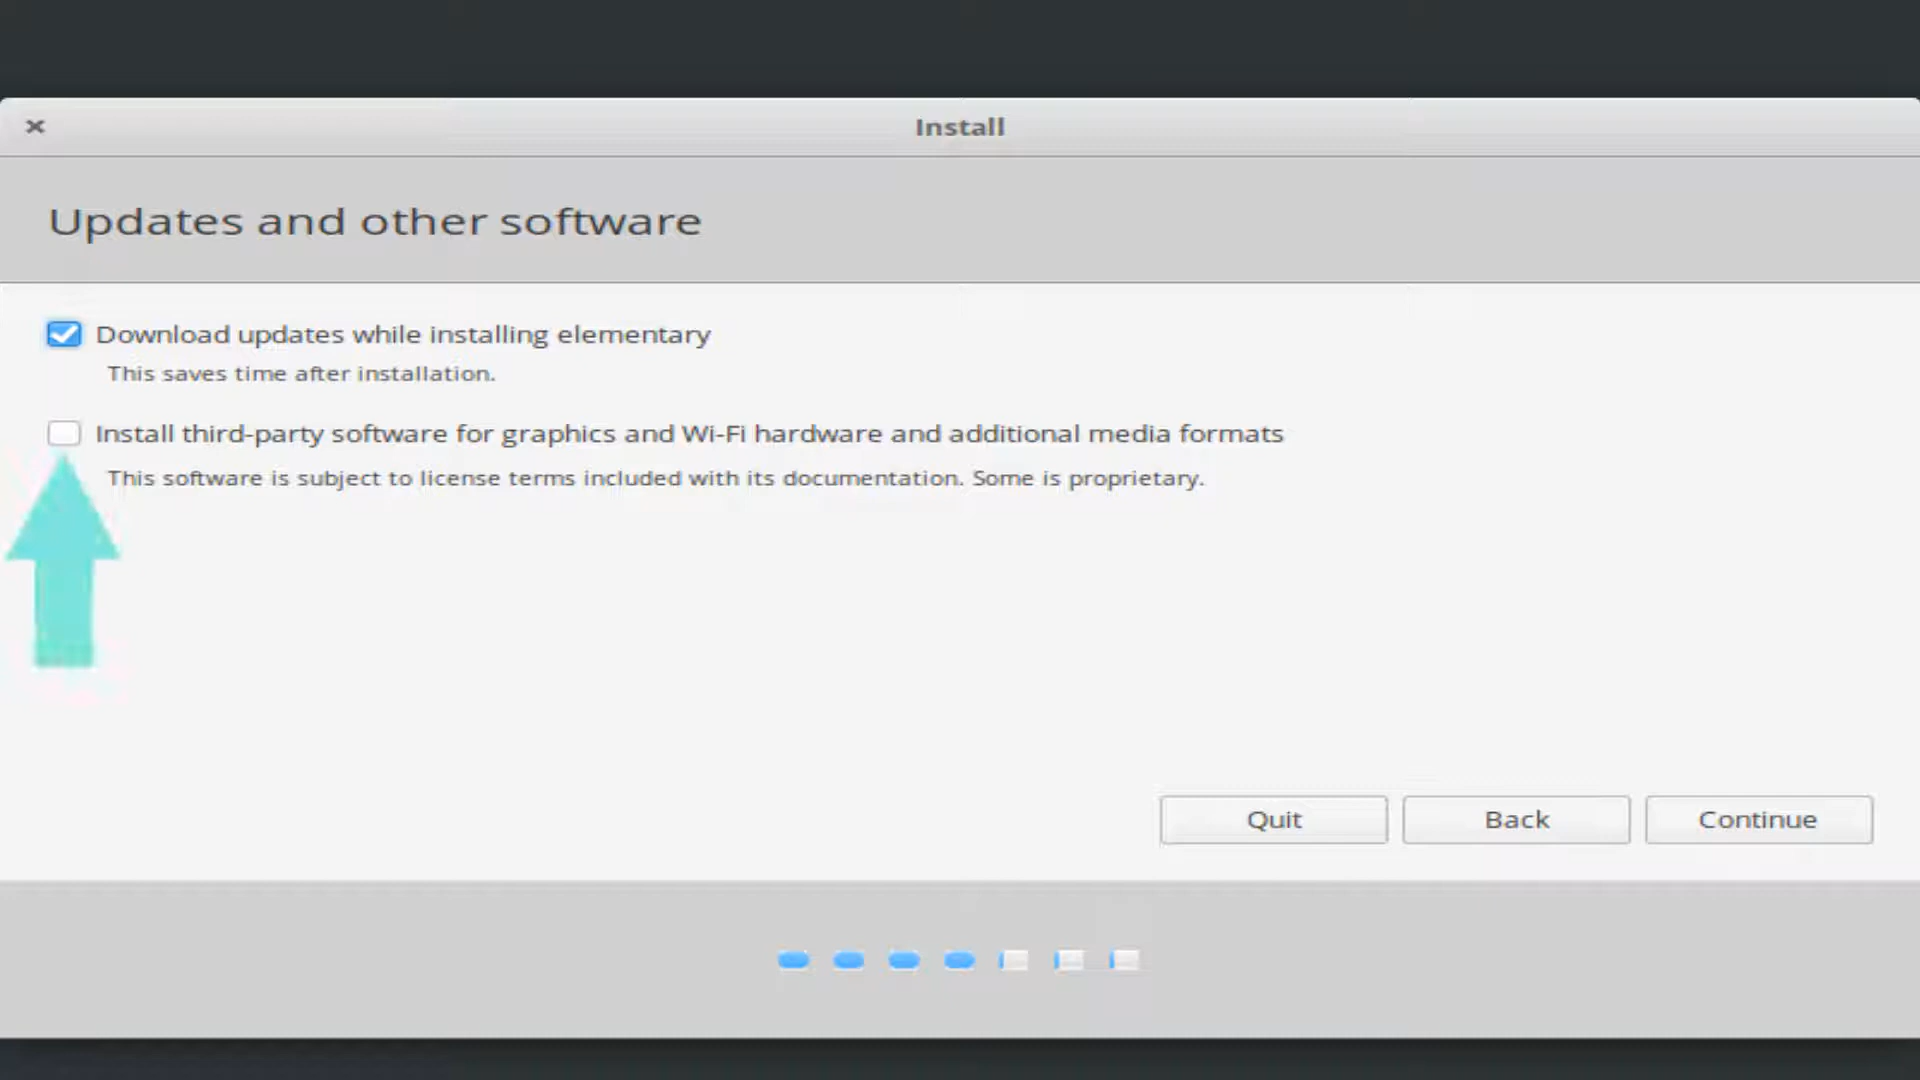 Install
Updates and other software
Download updates while installing elementary
This saves time after installation.
Install third-party software for graphics and Wi-Fi hardware and additional media formats
This software is subject to license terms included with its documentation. Some is proprietary.
Quit
Back
Continue